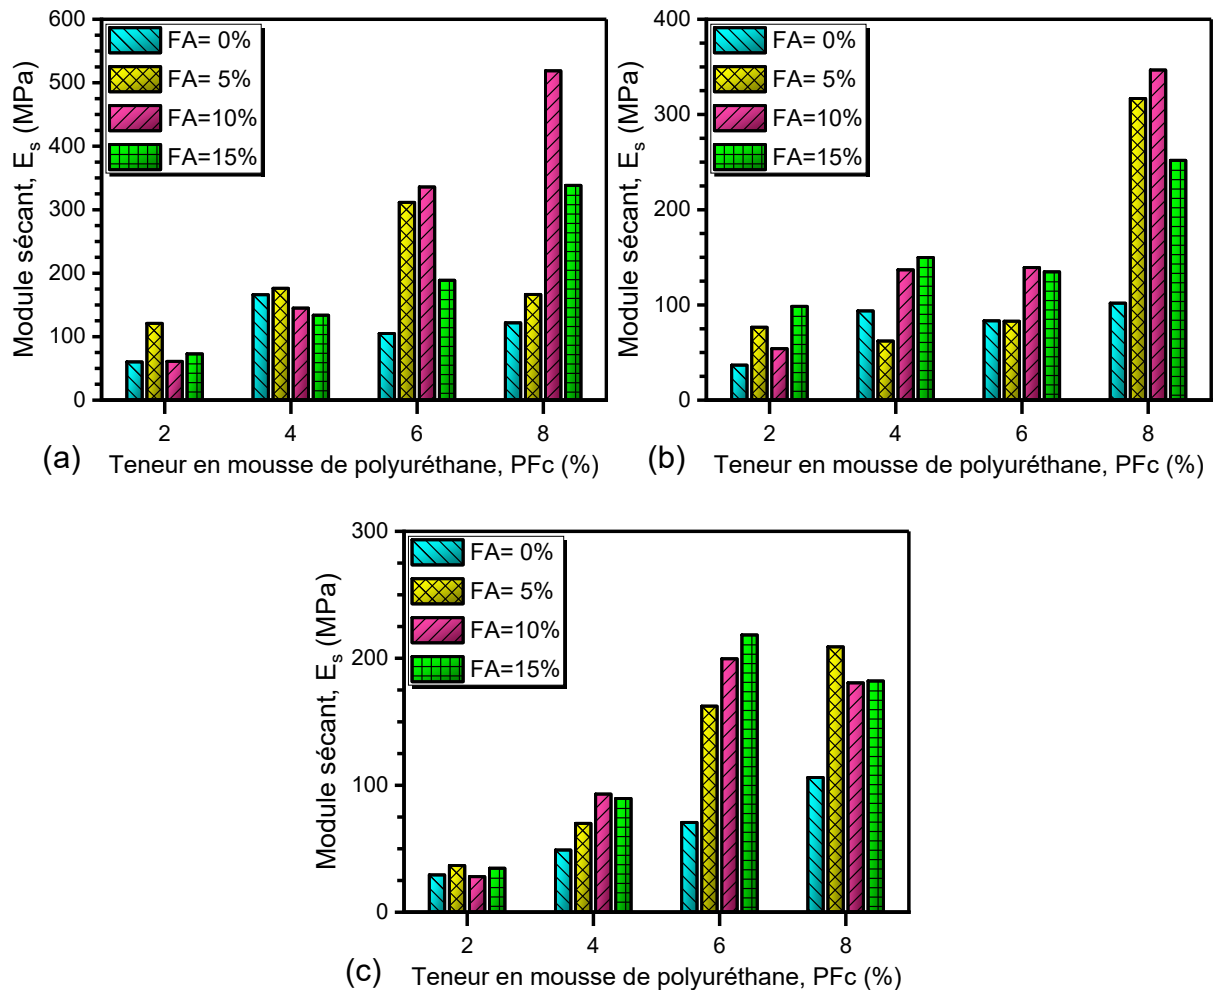 600
500
400
300
200
100
0
Module sécant, Es (MPa)
FA= 0%
FA= 5%
FA=10%
FA=15%
2 4 6 8
(a) Teneur en mousse de polyuréthane, PFc (%)
400
300
200
100
0
Module sécant, Es (MPa)
FA= 0%
FA= 5%
FA=10%
FA=15%
2 4 6 8
(b) Teneur en mousse de polyuréthane, PFc (%)
300
200
100
0
Module sécant, Es (MPa)
FA= 0%
FA= 5%
FA=10%
FA=15%
2 4 6 8
(c) Teneur en mousse de polyuréthane, PFc (%)